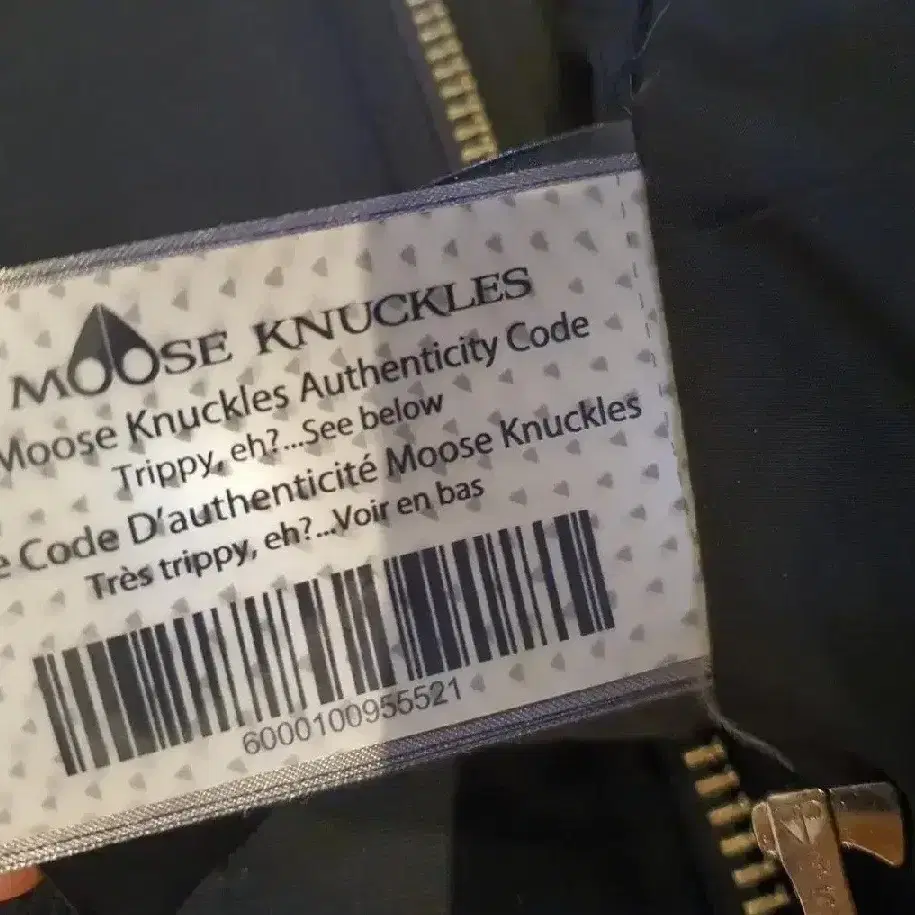 MOOSE KNUCKLES
Moose Knuckles Authenticity Code
Trippy, eh?...See below
Code D'authenticité Moose Knuckles
Très trippy, eh?...Voir en bas
6000100955521